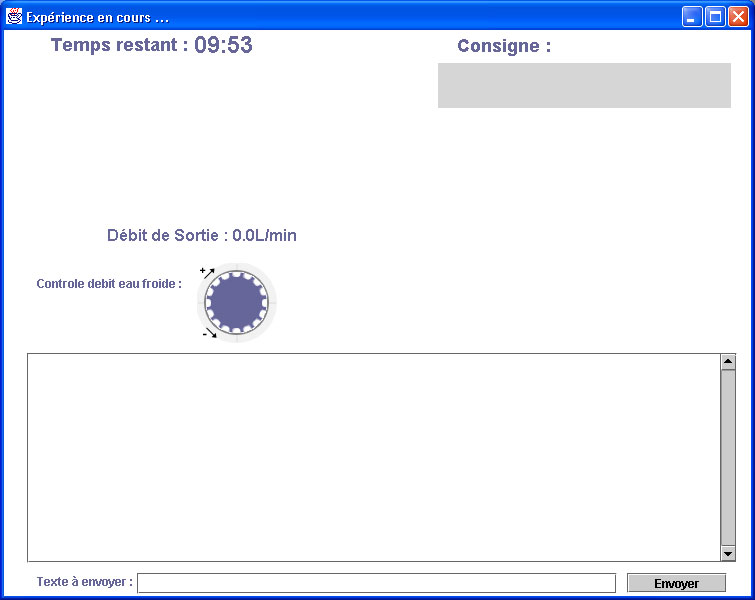 Expérience en cours ...
Temps restant : 09:53
Consigne :
Débit de Sortie : 0.0L/min
Controle debit eau froide :
+
-
Texte à envoyer :
Envoyer